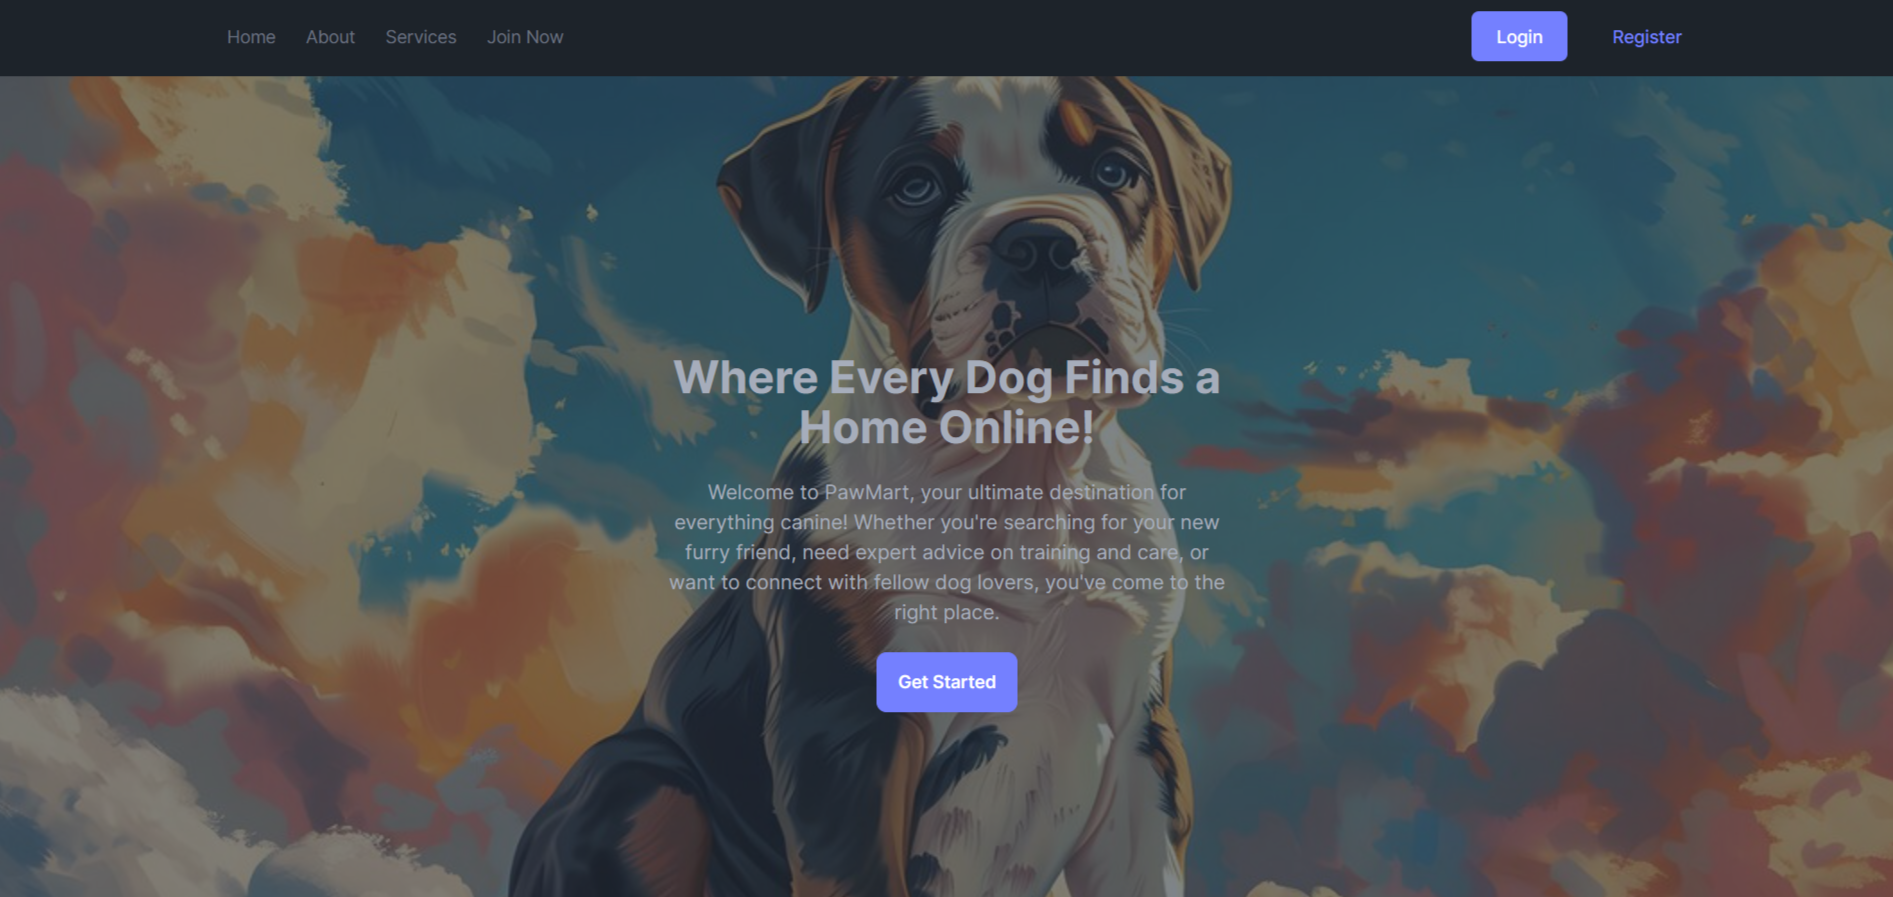 Home About Services Join Now Login Register
Where Every Dog Finds a
Home Online!
Welcome to PawMart, your ultimate destination for
everything canine! Whether you're searching for your new
furry friend, need expert advice on training and care, or
want to connect with fellow dog lovers, you've come to the
right place.
Get Started